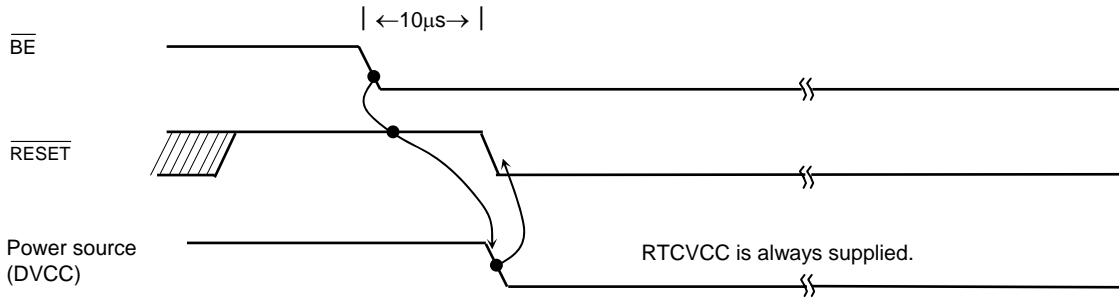 ←10μs→
BE
RESET
Power source
(DVCC)
RTCVCC is always supplied.